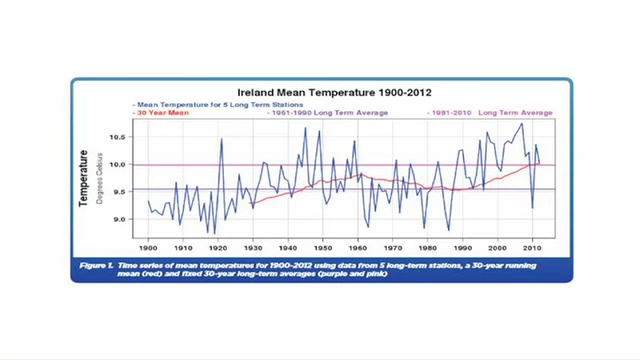 Ireland Mean Temperature 1900-2012
- Mean Temperature for 5 Long Term Stations
- 30 Year Mean - 1961-1990 Long Term Average - 1981-2010 Long Term Average
Temperature
Degrees Celsius
10.5
10.0
9.5
9.0
1900 1910 1920 1930 1940 1950 1960 1970 1980 1990 2000 2010
Figure 1. Time series of mean temperatures for 1900-2012 using data from 5 long-term stations, a 30-year running
mean (red) and fixed 30-year long-term averages (purple and pink)